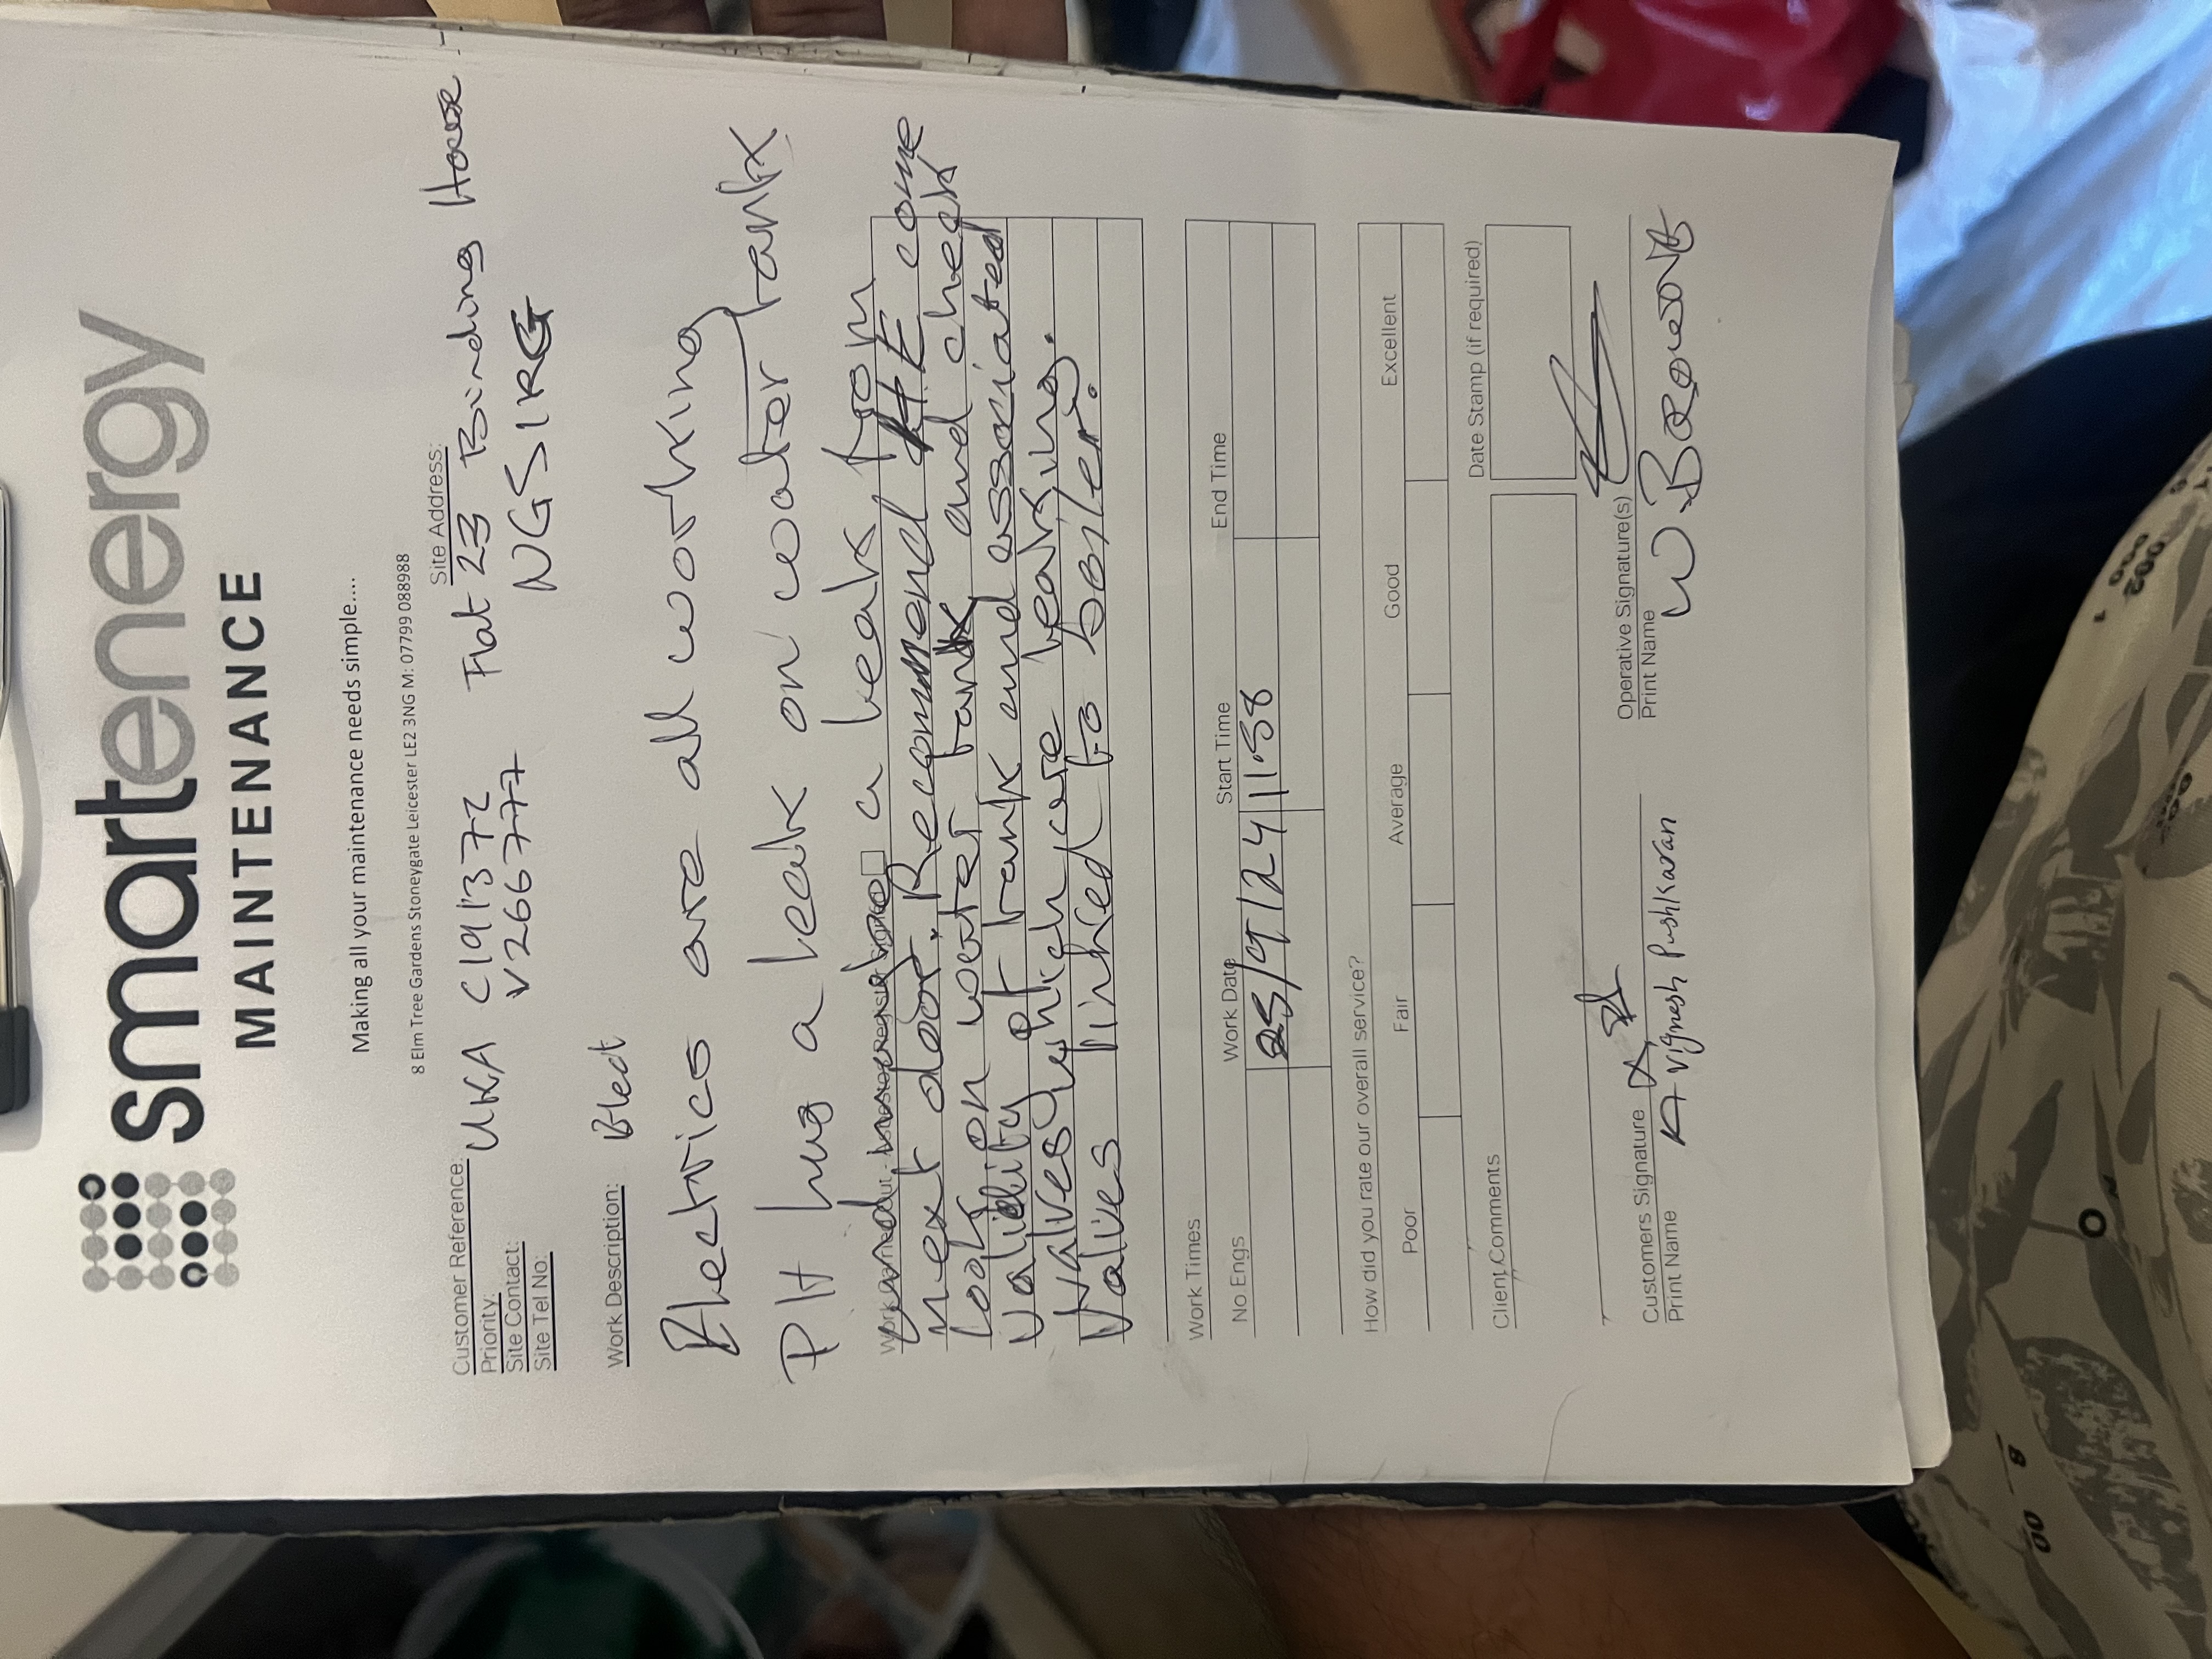 smartenergy
MAINTENANCE
Making all your maintenance needs simple....
8 Elm Tree Gardens Stoneygate Leicester LE2 3NG M: 07799 088988
Customer Reference:
Priority:
Site Contact:
Site Tel No:
UKA C191372
V266777
Site Address:
Flat 23 Binding House
NG51RG
Work Description: Elect
Electrics are all working
PH has a leak on water tank
Work Carried Out - Asbestos Register Signed
and a leak from
next door. Recommend HE come
look on water tank and check
validity of tank and associated
valves which are leaking.
Valves linked to boiler.
Work Times
No Engs Work Date Start Time End Time
25/9/24 11.58
How did you rate our overall service?
Poor Fair Average Good Excellent
Client Comments
Date Stamp (if required)
Customers Signature
Print Name Vignesh Pushkaran
Operative Signature(s)
Print Name W.
8 00
002